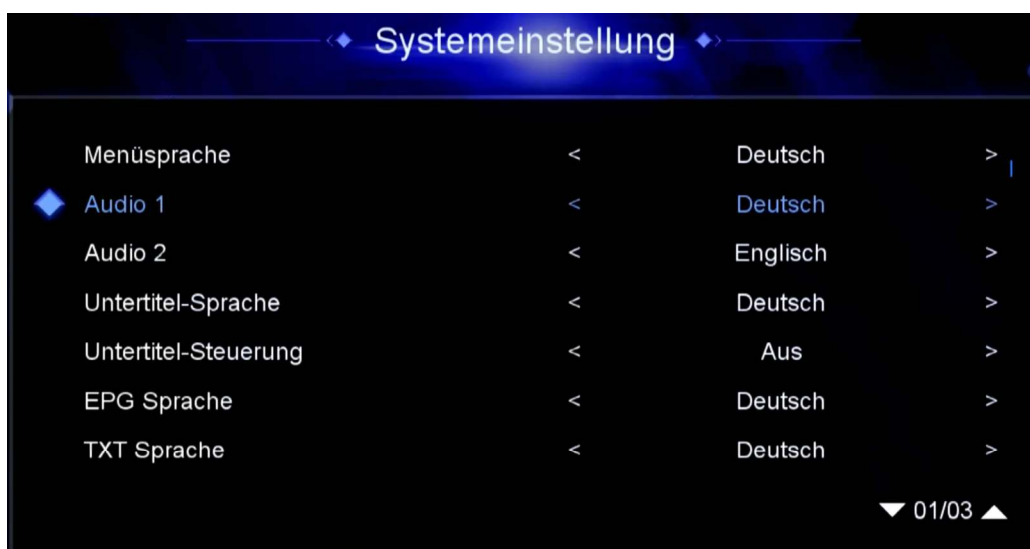 Systemeinstellung
Menüsprache < Deutsch >
Audio 1 < Deutsch >
Audio 2 < Englisch >
Untertitel-Sprache < Deutsch >
Untertitel-Steuerung < Aus >
EPG Sprache < Deutsch >
TXT Sprache < Deutsch >
01/03